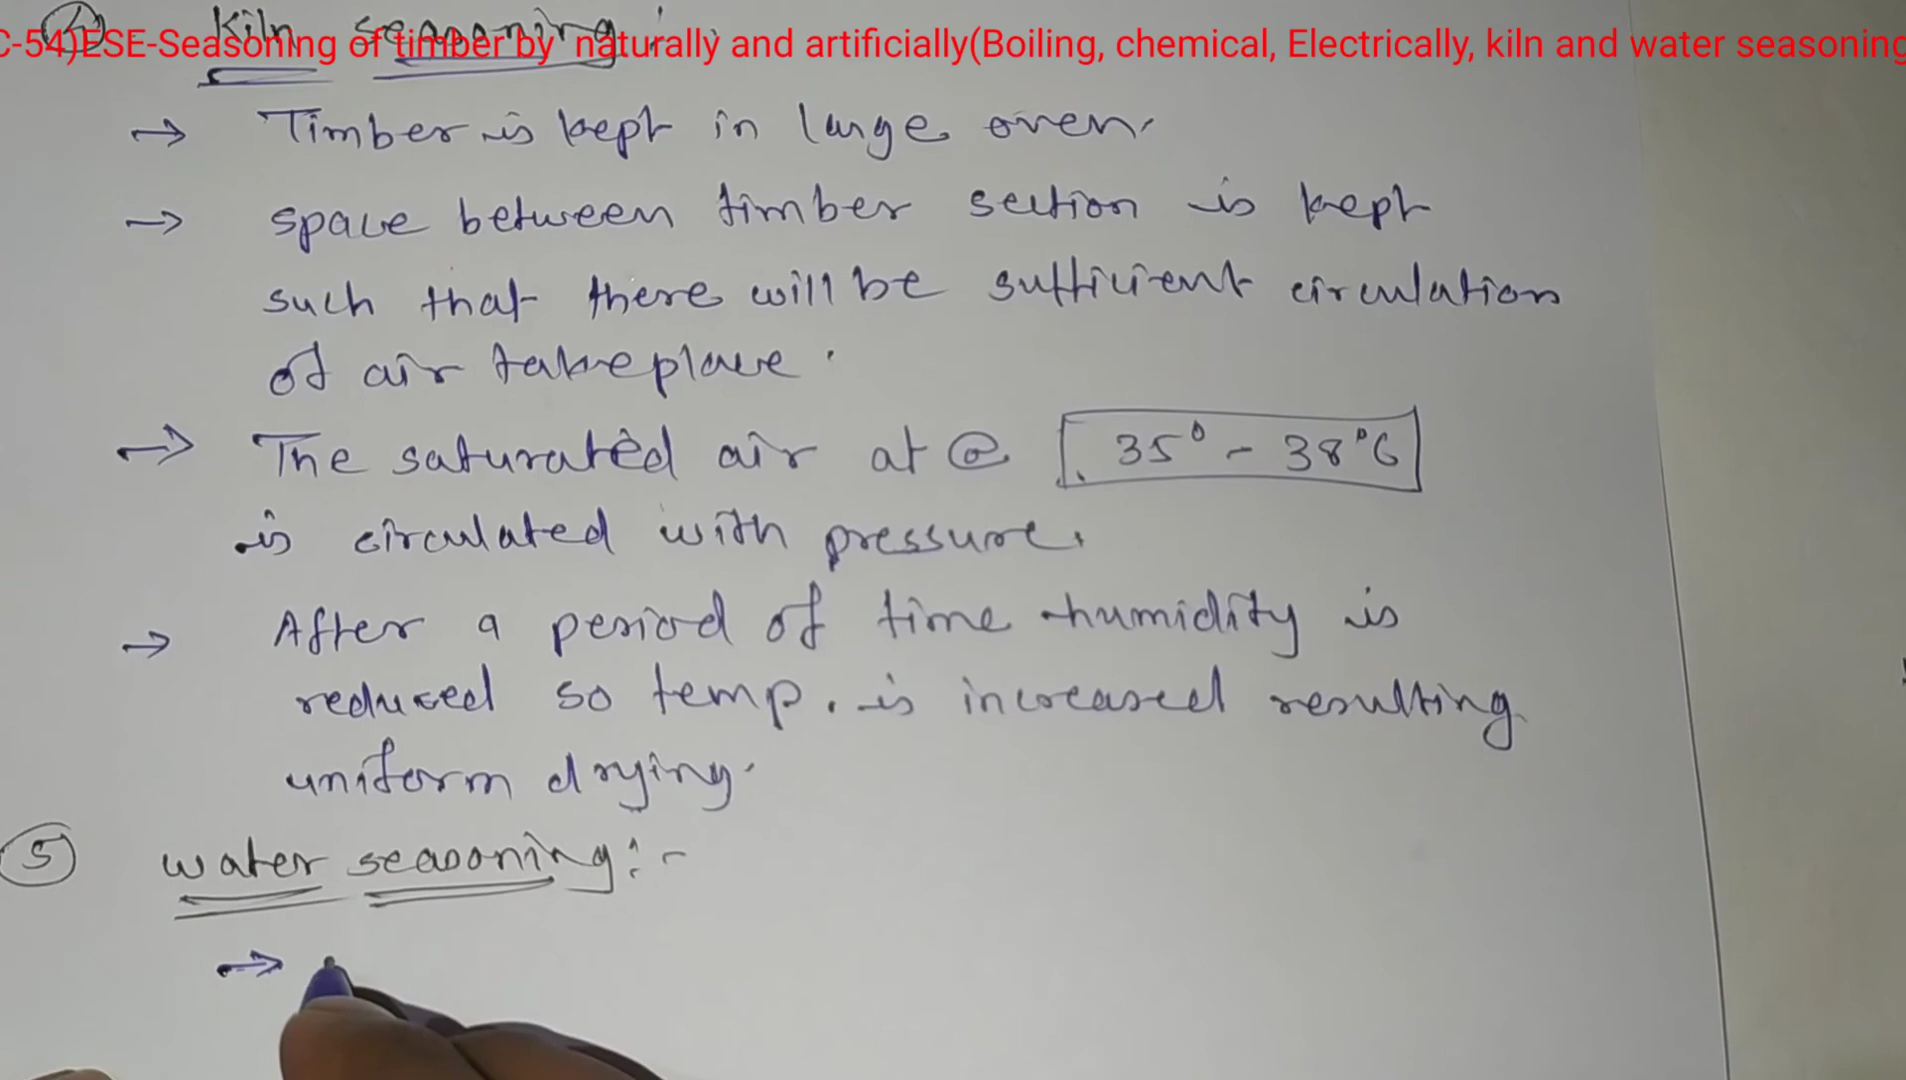 C-54)ESE-Seasoning of timber by naturally and artificially(Boiling, chemical, Electrically, kiln and water seasoning
④ Kiln seasoning :
→ Timber is kept in large oven.
→ space between timber section is kept
such that there will be sufficient circulation
of air take place.
→ The saturated air at @ 35° - 38°C
is circulated with pressure.
→ After a period of time humidity is
reduced so temp. is increased resulting
uniform drying.
⑤ water seasoning :-
→